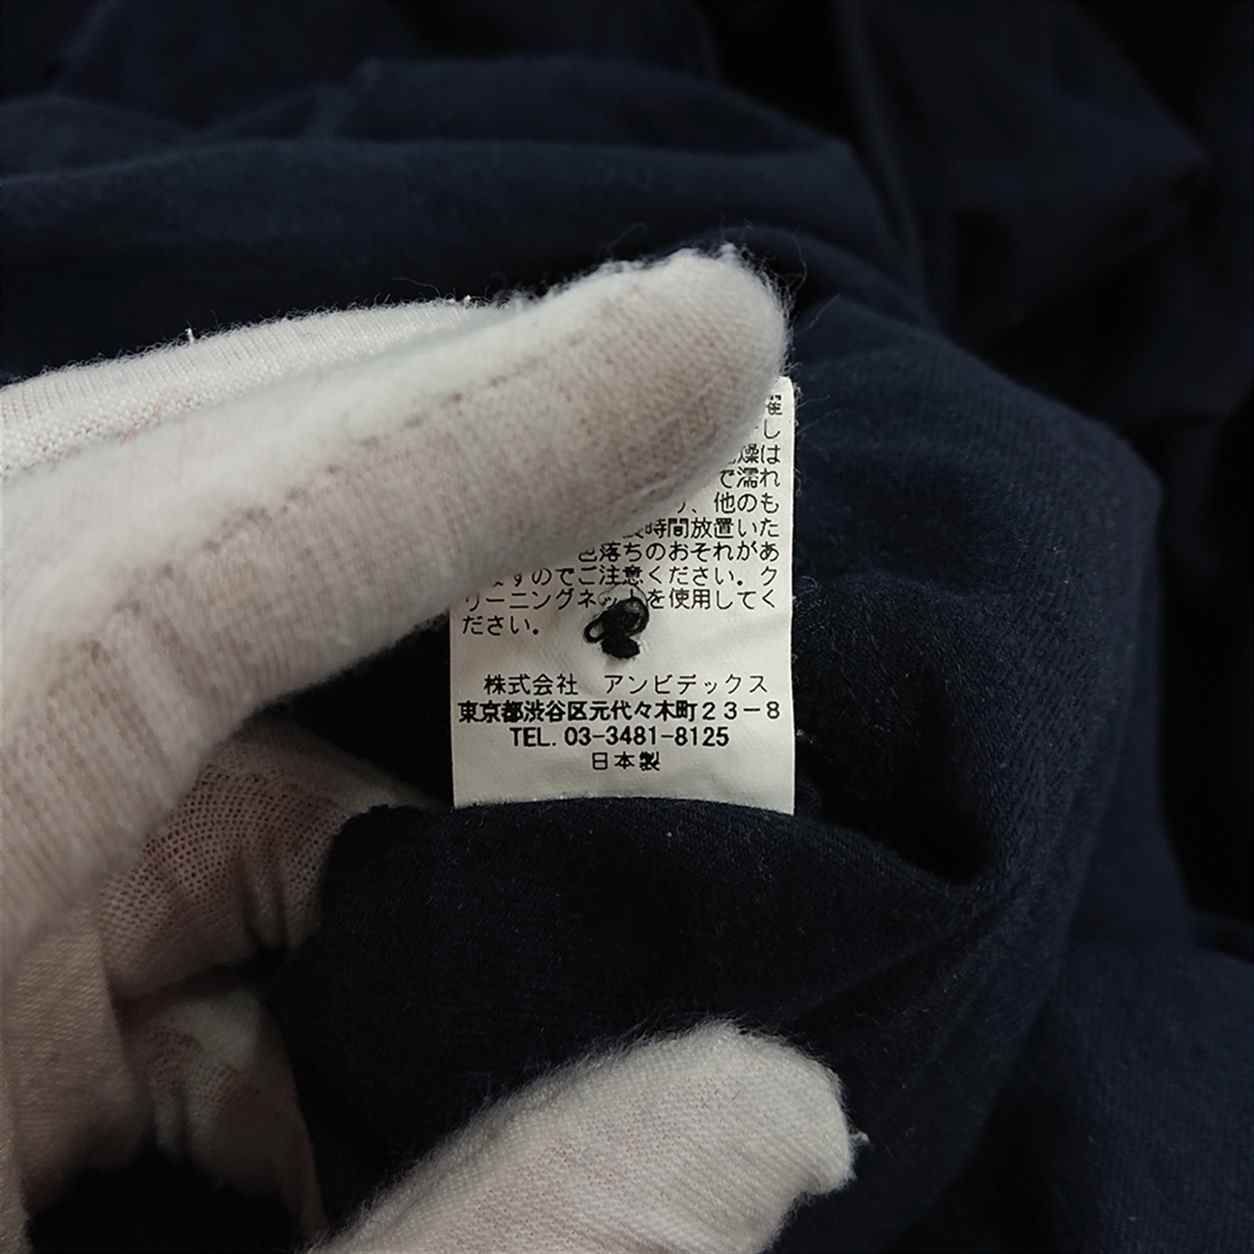 し
燥は
で濡れ
、他のも
時間放置いた
落ちのおそれがあ
すのでご注意ください。ク
リーニングネットを使用してく
ださい。
株式会社 アンビデックス
東京都渋谷区元代々木町23-8
TEL. 03-3481-8125
日本製